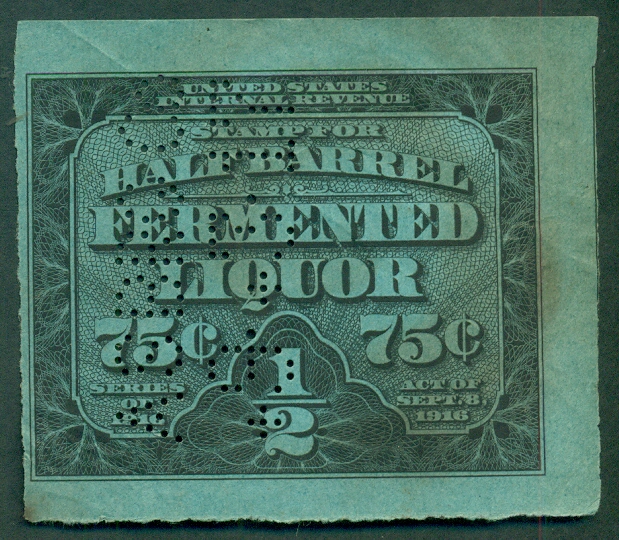 UNITED STATES
INTERNAL REVENUE
STAMP FOR
HALF BARREL
FERMENTED
LIQUOR
75¢ 75¢
1/2
SERIES
OF
ACT OF
SEPT. 8
1916